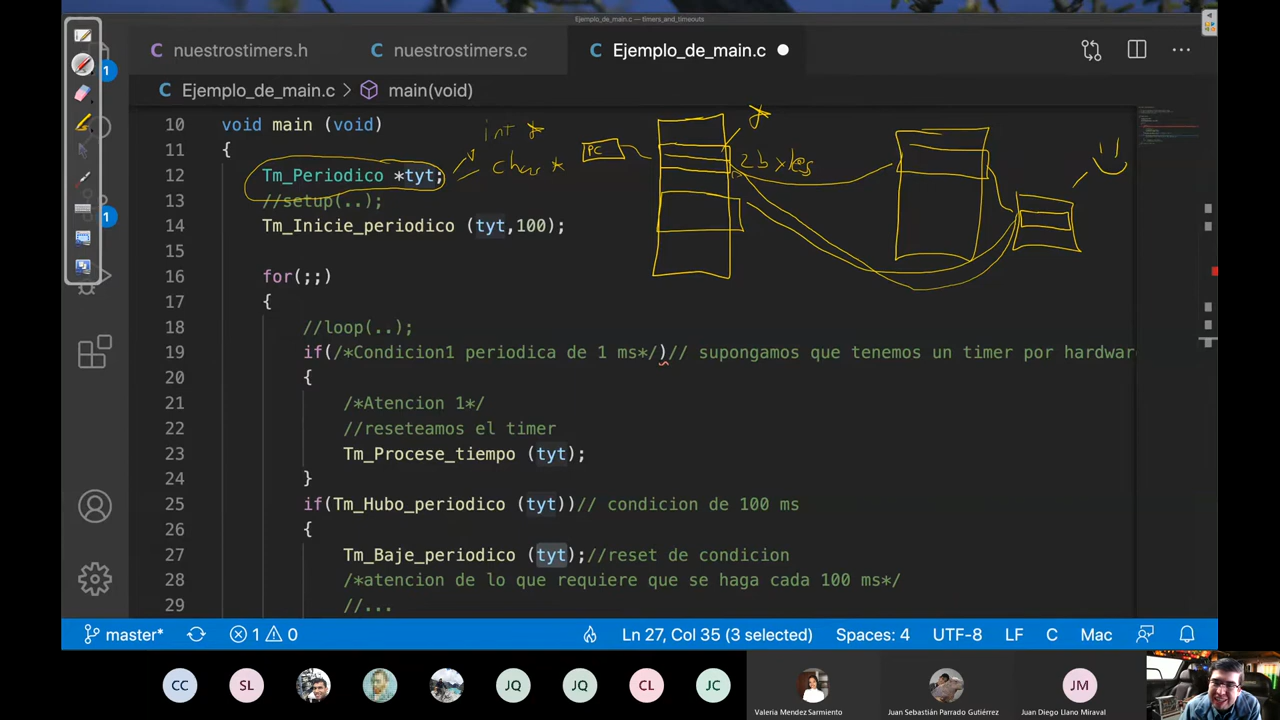 Ejemplo_de_main.c — timers_and_timeouts
C nuestrostimers.h
C nuestrostimers.c
C Ejemplo_de_main.c
C Ejemplo_de_main.c > main(void)
10 void main (void)
11 {
12 Tm_Periodico *tyt;
13 //setup(..);
14 Tm_Inicie_periodico (tyt,100);
15
16 for(;;)
17 {
18 //loop(..);
19 if(/*Condicion1 periodica de 1 ms*/)// supongamos que tenemos un timer por hardwar
20 {
21 /*Atencion 1*/
22 //reseteamos el timer
23 Tm_Procese_tiempo (tyt);
24 }
25 if(Tm_Hubo_periodico (tyt))// condicion de 100 ms
26 {
27 Tm_Baje_periodico (tyt);//reset de condicion
28 /*atencion de lo que requiere que se haga cada 100 ms*/
29 //...
int *
char *
PC
*
2 bytes
1
1
master* 1 0 Ln 27, Col 35 (3 selected) Spaces: 4 UTF-8 LF C Mac
CC SL JQ JQ CL JC JM
Valeria Mendez Sarmiento
Juan Sebastián Parrado Gutiérrez
Juan Diego Llano Miraval